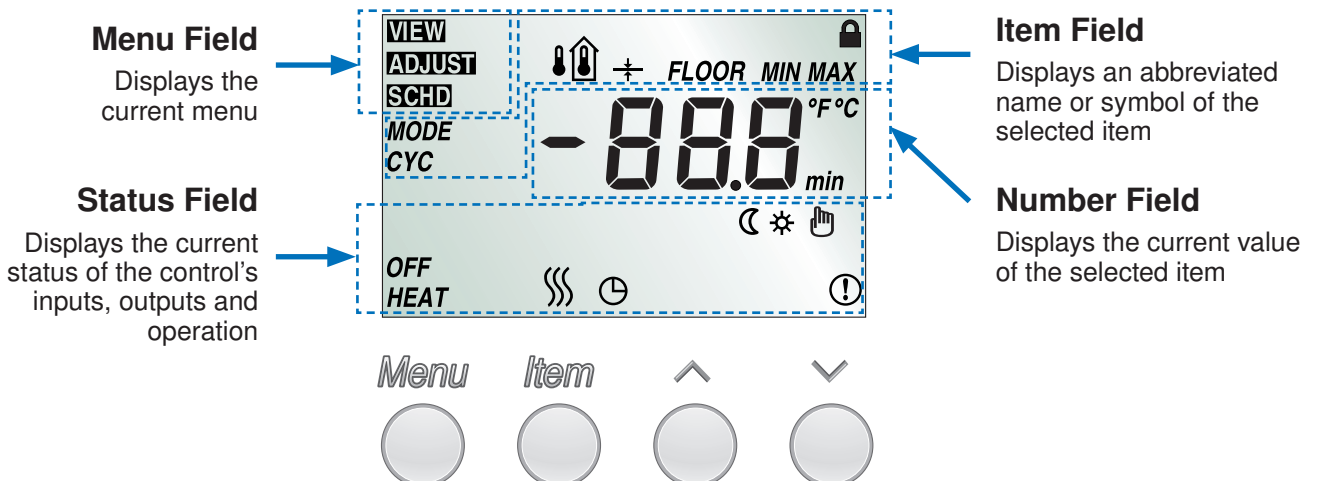 Menu Field
Displays the
current menu
Status Field
Displays the current
status of the control's
inputs, outputs and
operation
VIEW
ADJUST
SCHD
MODE
CYC
FLOOR MIN MAX
-88.8
°F°C
min
OFF
HEAT
Item Field
Displays an abbreviated
name or symbol of the
selected item
Number Field
Displays the current value
of the selected item
Menu Item